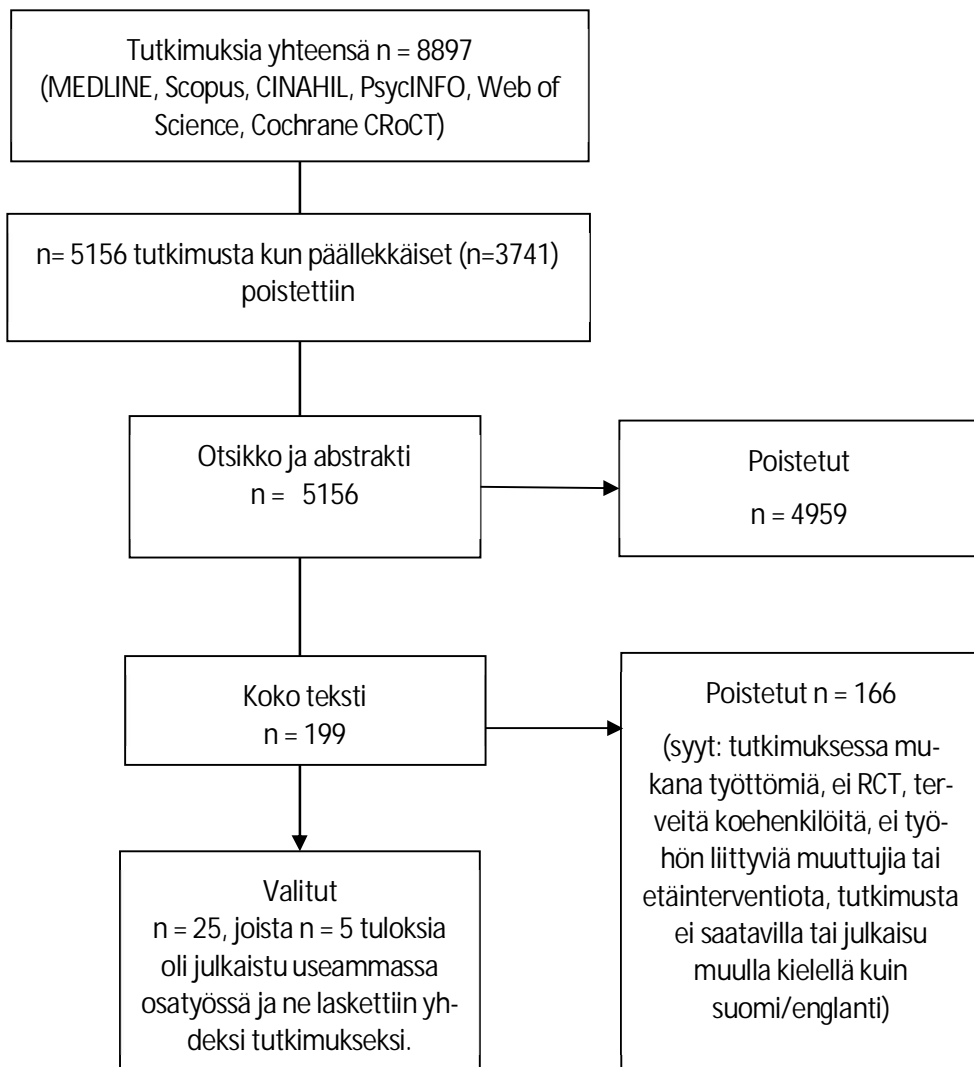 Tutkimuksia yhteensä n = 8897
(MEDLINE, Scopus, CINAHIL, PsycINFO, Web of
Science, Cochrane CRoCT)
n= 5156 tutkimusta kun päällekkäiset (n=3741)
poistettiin
Otsikko ja abstrakti
n = 5156
Poistetut
n = 4959
Koko teksti
n = 199
Poistetut n = 166
(syyt: tutkimuksessa mu-
kana työttömiä, ei RCT, ter-
veitä koehenkilöitä, ei työ-
hön liittyviä muuttujia tai
etäinterventiota, tutkimusta
ei saatavilla tai julkaisu
muulla kielellä kuin
suomi/englanti)
Valitut
n = 25, joista n = 5 tuloksia
oli julkaistu useammassa
osatyössä ja ne laskettiin yh-
deksi tutkimukseksi.